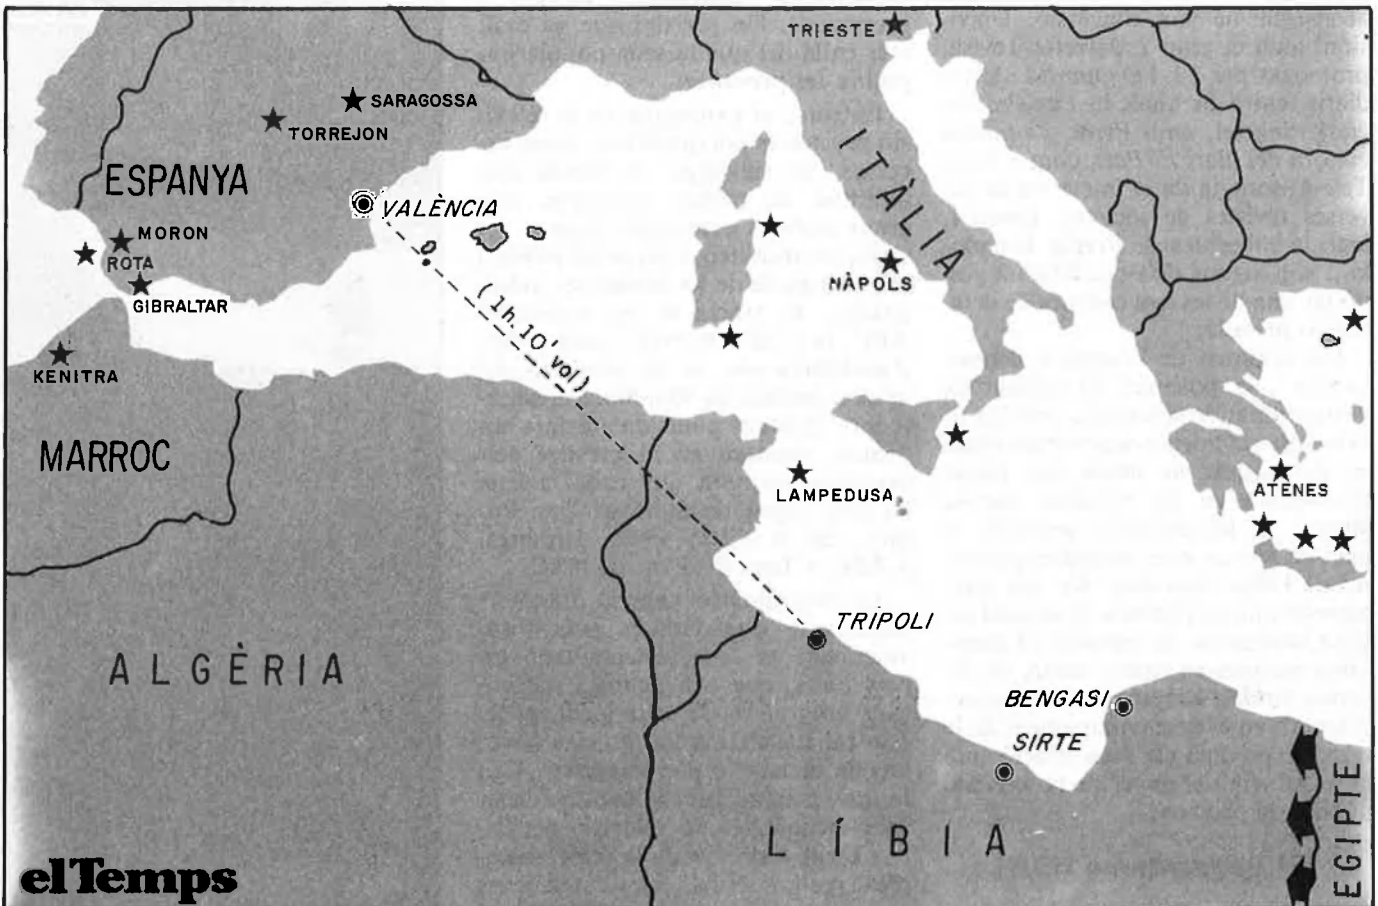 TRIESTE
SARAGOSSA
TORREJON
ESPANYA
ITÀLIA
VALÈNCIA
MORON
ROTA
GIBRALTAR
NÀPOLS
(1h.10'vol)
KENITRA
MARROC
LAMPEDUSA
ATENES
TRÍPOLI
ALGÈRIA
BENGASI
SIRTE
LÍBIA
EGIPTE
elTemps